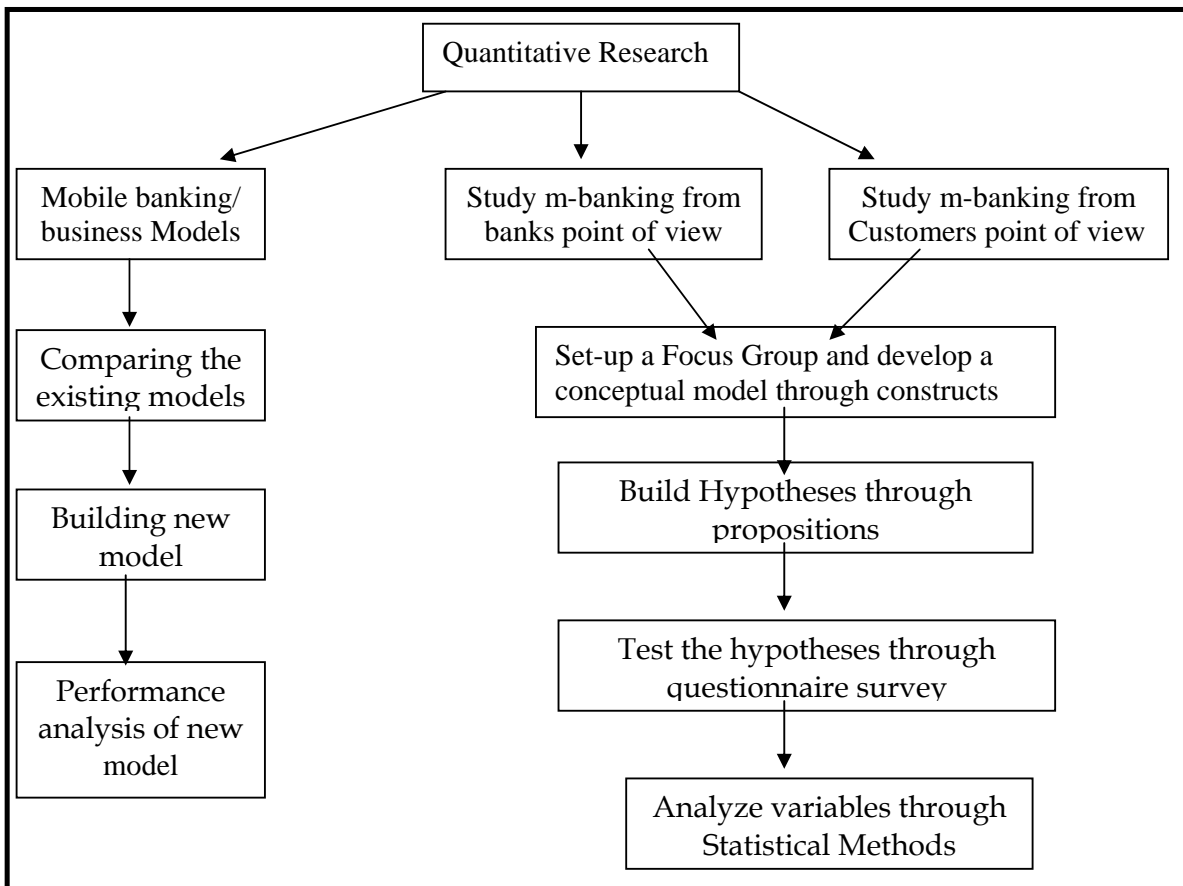 Quantitative Research
Mobile banking/
business Models
Study m-banking from
banks point of view
Study m-banking from
Customers point of view
Comparing the
existing models
Set-up a Focus Group and develop a
conceptual model through constructs
Building new
model
Build Hypotheses through
propositions
Performance
analysis of new
model
Test the hypotheses through
questionnaire survey
Analyze variables through
Statistical Methods